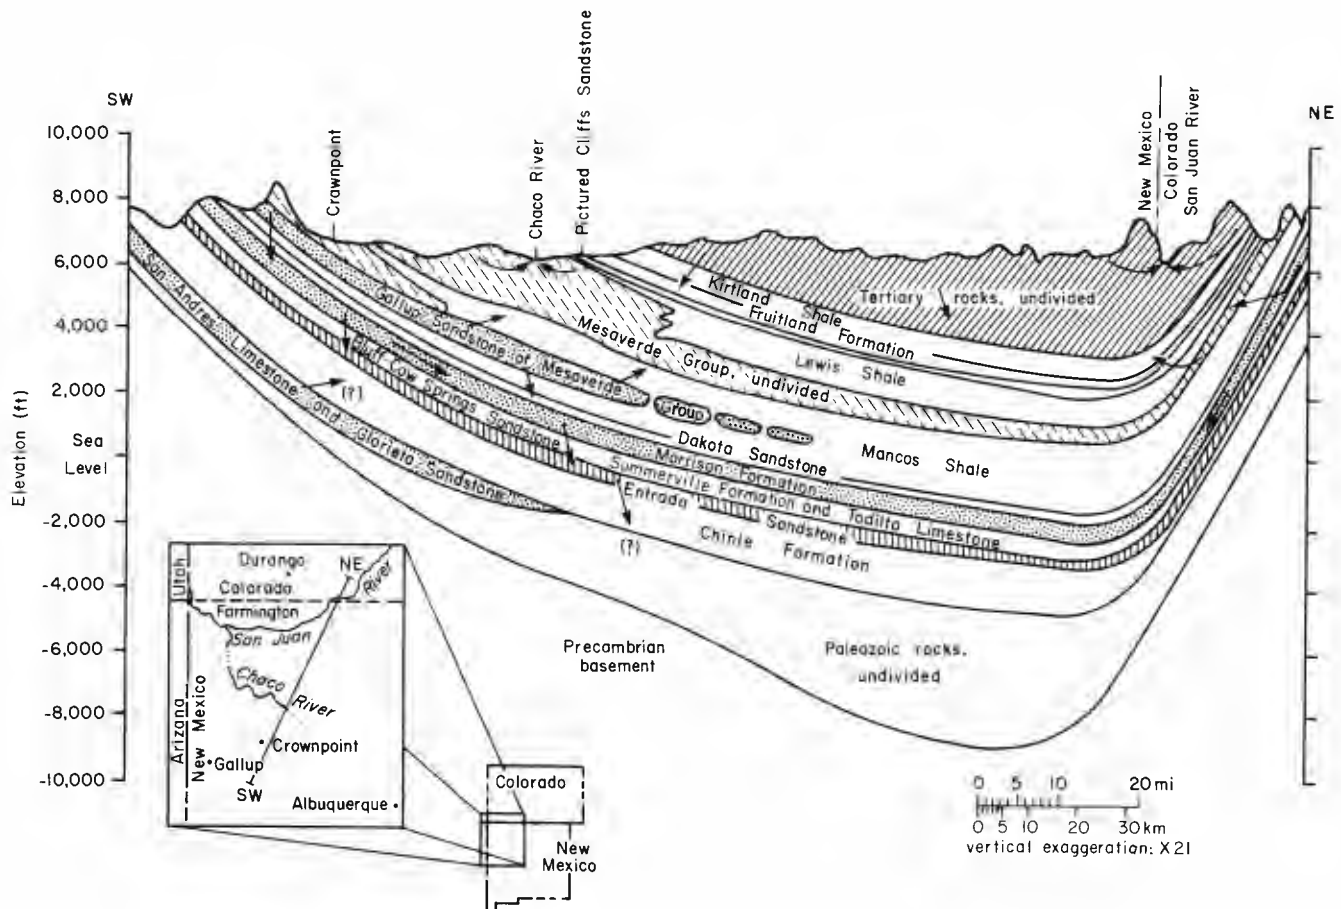 SW
NE
10,000
8,000
6,000
4,000
2,000
Sea
Level
-2,000
-4,000
-6,000
-8,000
-10,000
Elevation (ft)
Crownpoint
Chaco River
Pictured Cliffs Sandstone
New Mexico
Colorado
San Juan River
Kirtland
Shale
Fruitland Formation
Tertiary rocks, undivided
Lewis Shale
Mesaverde Group, undivided
Gallup Sandstone of Mesaverde
Group
Mancos Shale
Dakota Sandstone
Morrison Formation
Bluff Cow Springs Sandstone
Summerville Formation and Todilto Limestone
Entrada Sandstone
Chinle Formation
San Andres Limestone and Glorieta Sandstone
(?)
(?)
Precambrian
basement
Paleozoic rocks,
undivided
Utah
Durango
NE
Colorado
River
Farmington
San Juan
Chaco River
Arizona
New Mexico
Crownpoint
Gallup
SW
Albuquerque
Colorado
New
Mexico
0 5 10 20 mi
0 5 10 20 30 km
vertical exaggeration: X 21